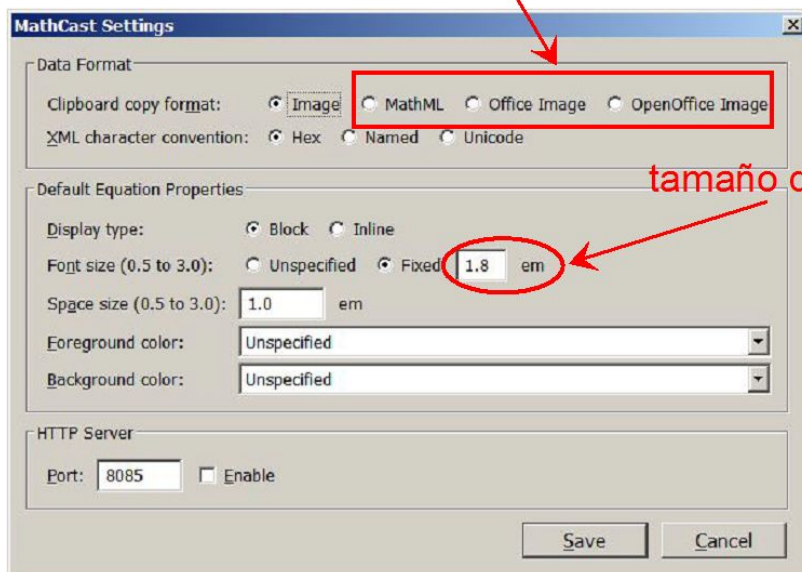 MathCast Settings
Data Format
Clipboard copy format: Image MathML Office Image OpenOffice Image
XML character convention: Hex Named Unicode
Default Equation Properties
tamaño
Display type: Block Inline
Font size (0.5 to 3.0): Unspecified Fixed 1.8 em
Space size (0.5 to 3.0): 1.0 em
Foreground color: Unspecified
Background color: Unspecified
HTTP Server
Port: 8085 Enable
Save Cancel